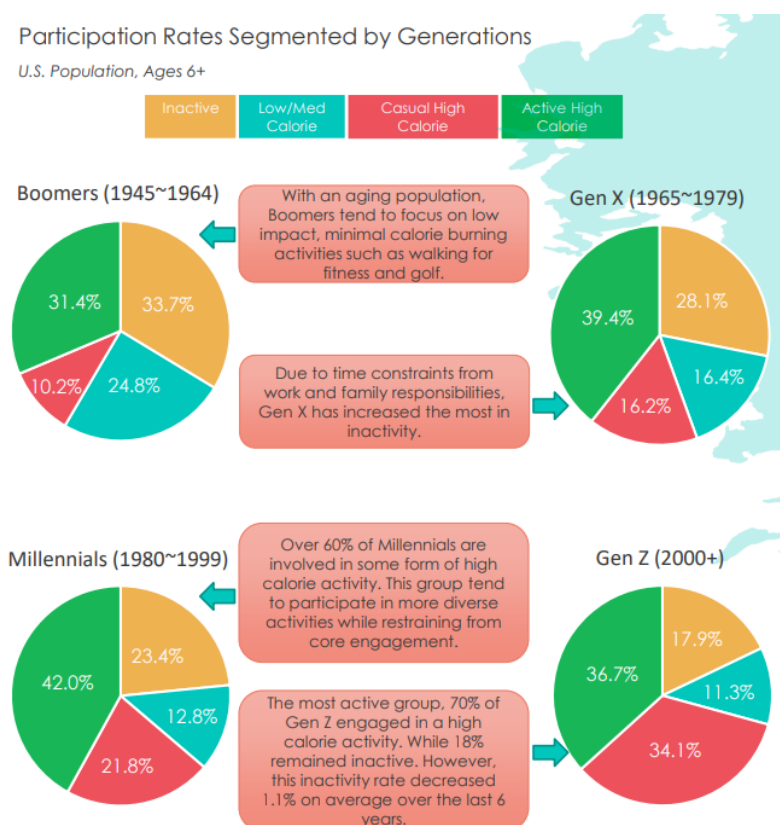 Participation Rates Segmented by Generations
U.S. Population, Ages 6+
Inactive
Low/Med
Calorie
Casual High
Calorie
Active High
Calorie
Boomers (1945~1964)
31.4%
33.7%
10.2%
24.8%
With an aging population,
Boomers tend to focus on low
impact, minimal calorie burning
activities such as walking for
fitness and golf.
Gen X (1965~1979)
39.4%
28.1%
16.2%
16.4%
Due to time constraints from
work and family responsibilities,
Gen X has increased the most in
inactivity.
Millennials (1980~1999)
42.0%
23.4%
12.8%
21.8%
Over 60% of Millennials are
involved in some form of high
calorie activity. This group tend
to participate in more diverse
activities while restraining from
core engagement.
Gen Z (2000+)
36.7%
17.9%
11.3%
34.1%
The most active group, 70% of
Gen Z engaged in a high
calorie activity. While 18%
remained inactive. However,
this inactivity rate decreased
1.1% on average over the last 6
years.